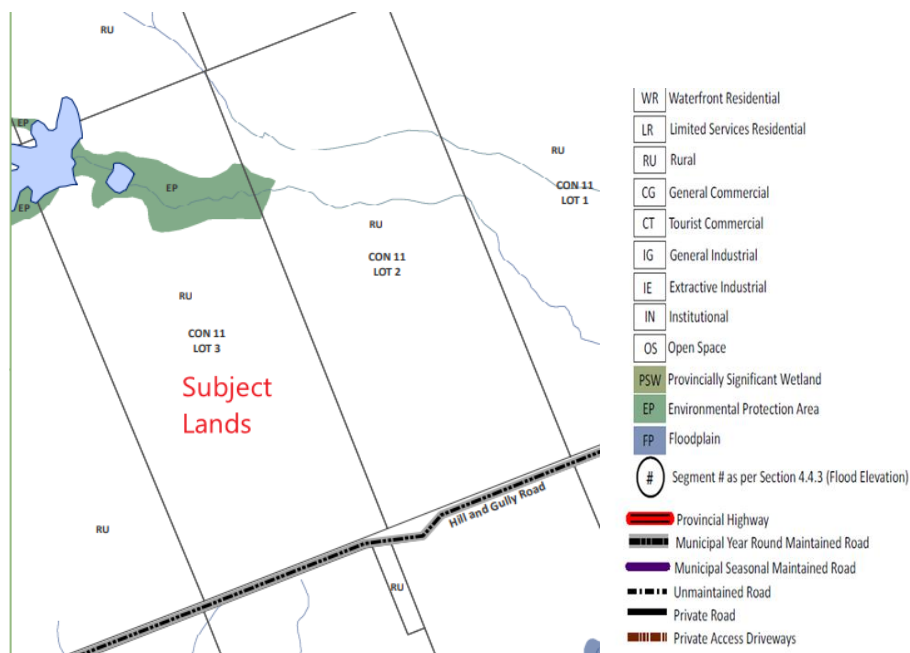 RU
EP
EP
EP
RU
CON 11
LOT 1
RU
CON 11
LOT 2
RU
CON 11
LOT 3
Subject
Lands
Hill and Gully Road
RU
RU
WR Waterfront Residential
LR Limited Services Residential
RU Rural
CG General Commercial
CT Tourist Commercial
IG General Industrial
IE Extractive Industrial
IN Institutional
OS Open Space
PSW Provincially Significant Wetland
EP Environmental Protection Area
FP Floodplain
# Segment # as per Section 4.4.3 (Flood Elevation)
Provincial Highway
Municipal Year Round Maintained Road
Municipal Seasonal Maintained Road
Unmaintained Road
Private Road
Private Access Driveways